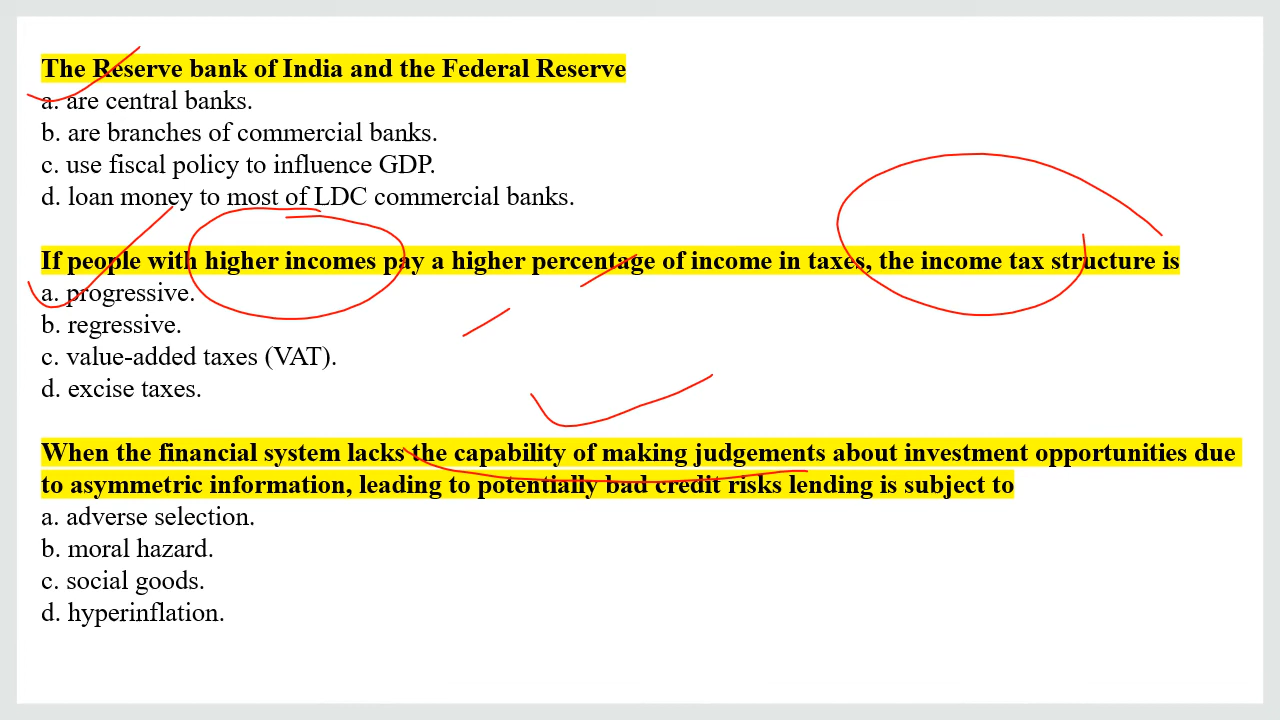 The Reserve bank of India and the Federal Reserve
a. are central banks.
b. are branches of commercial banks.
c. use fiscal policy to influence GDP.
d. loan money to most of LDC commercial banks.
If people with higher incomes pay a higher percentage of income in taxes, the income tax structure is
a. progressive.
b. regressive.
c. value-added taxes (VAT).
d. excise taxes.
When the financial system lacks the capability of making judgements about investment opportunities due
to asymmetric information, leading to potentially bad credit risks lending is subject to
a. adverse selection.
b. moral hazard.
c. social goods.
d. hyperinflation.